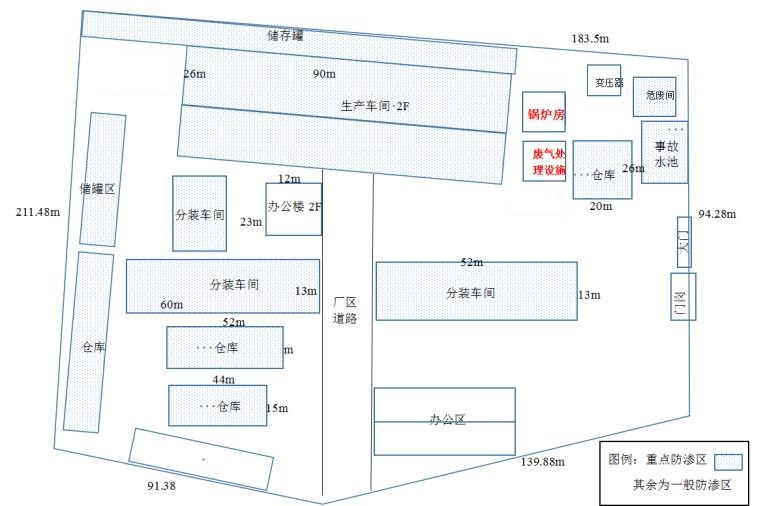 储存罐
183.5m
26m
90m
生产车间·2F
变压器
危废间
锅炉房
事故
水池
废气处
理设施
仓库
26m
20m
储罐区
12m
办公楼 2F
23m
分装车间
211.48m
94.28m
大门
52m
分装车间
13m
60m
分装车间
13m
厂区
道路
门岗
52m
仓库
m
仓库
44m
仓库
15m
办公区
139.88m
91.38
图例：重点防渗区
其余为一般防渗区